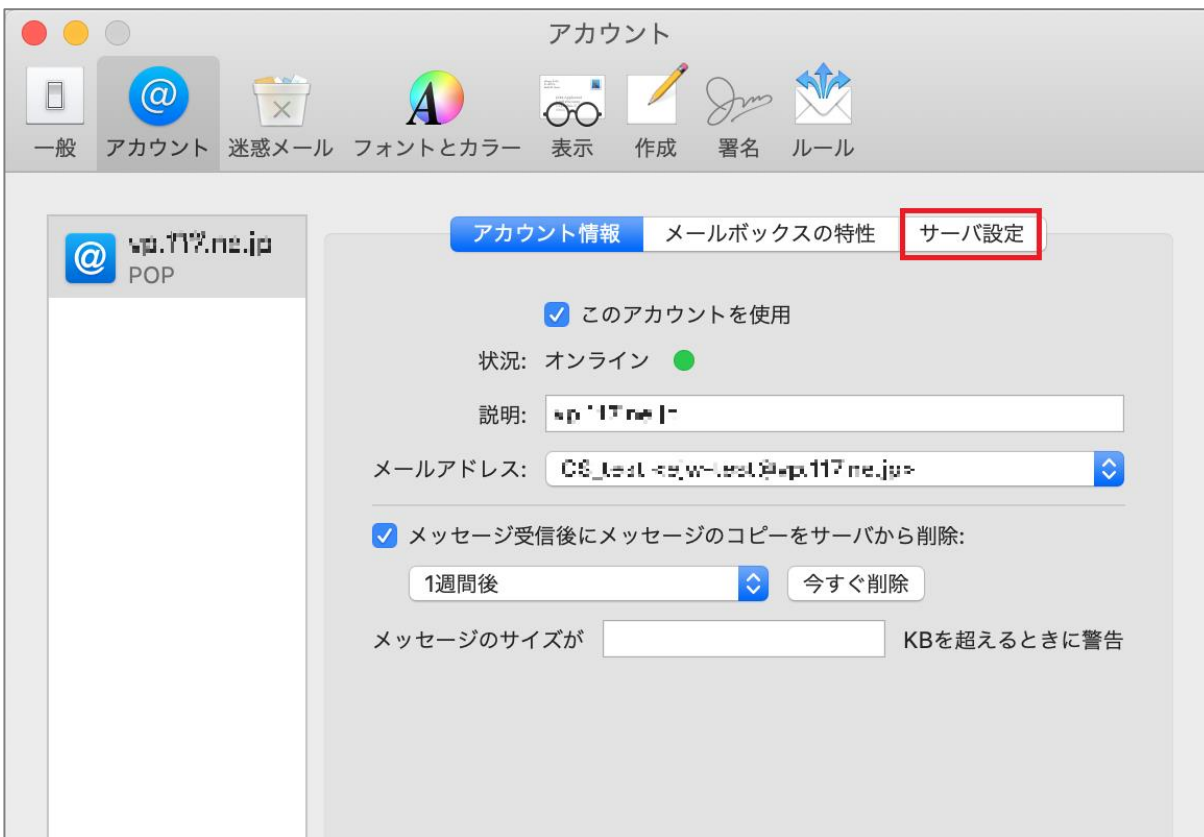 アカウント
一般 アカウント 迷惑メール フォントとカラー 表示 作成 署名 ルール
アカウント情報 メールボックスの特性 サーバ設定
POP
このアカウントを使用
状況: オンライン
説明:
メールアドレス:
メッセージ受信後にメッセージのコピーをサーバから削除:
1週間後 今すぐ削除
メッセージのサイズが KBを超えるときに警告